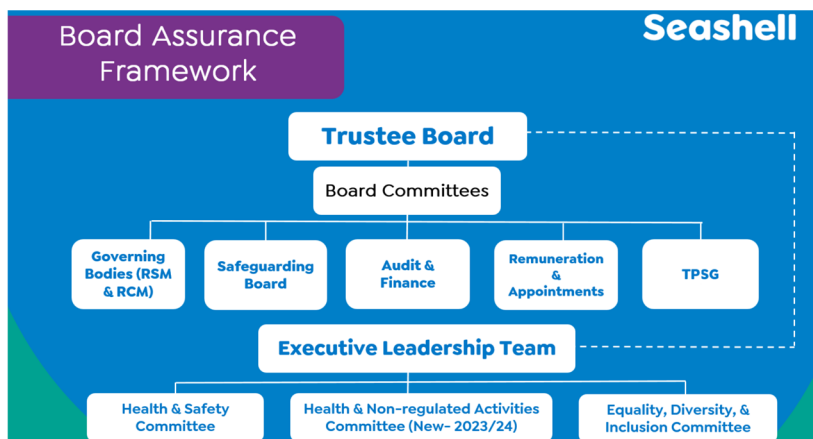 Board Assurance
Framework
Seashell
Trustee Board
Board Committees
Governing
Bodies (RSM
& RCM)
Safeguarding
Board
Audit &
Finance
Remuneration
&
Appointments
TPSG
Executive Leadership Team
Health & Safety
Committee
Health & Non-regulated Activities
Committee (New- 2023/24)
Equality, Diversity, &
Inclusion Committee